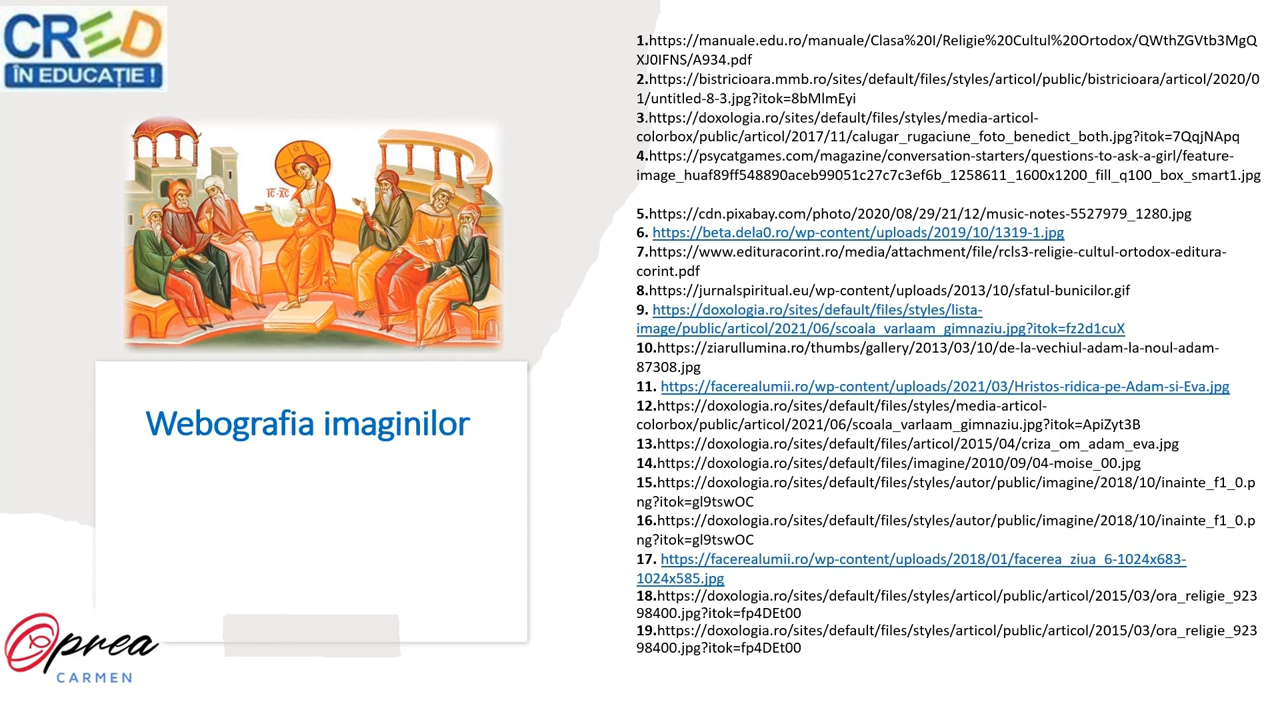 CRED
ÎN EDUCAȚIE !
IC XC
Webografia imaginilor
Oprea
CARMEN
1.https://manuale.edu.ro/manuale/Clasa%20I/Religie%20Cultul%20Ortodox/QWthZGVtb3MgQ
XJ0IFNS/A934.pdf
2.https://bistricioara.mmb.ro/sites/default/files/styles/articol/public/bistricioara/articol/2020/0
1/untitled-8-3.jpg?itok=8bMlmEyi
3.https://doxologia.ro/sites/default/files/styles/media-articol-
colorbox/public/articol/2017/11/calugar_rugaciune_foto_benedict_both.jpg?itok=7QqjNApq
4.https://psycatgames.com/magazine/conversation-starters/questions-to-ask-a-girl/feature-
image_huaf89ff548890aceb99051c27c7c3ef6b_1258611_1600x1200_fill_q100_box_smart1.jpg
5.https://cdn.pixabay.com/photo/2020/08/29/21/12/music-notes-5527979_1280.jpg
6. https://beta.dela0.ro/wp-content/uploads/2019/10/1319-1.jpg
7.https://www.edituracorint.ro/media/attachment/file/rcls3-religie-cultul-ortodox-editura-
corint.pdf
8.https://jurnalspiritual.eu/wp-content/uploads/2013/10/sfatul-bunicilor.gif
9. https://doxologia.ro/sites/default/files/styles/lista-
image/public/articol/2021/06/scoala_varlaam_gimnaziu.jpg?itok=fz2d1cuX
10.https://ziarullumina.ro/thumbs/gallery/2013/03/10/de-la-vechiul-adam-la-noul-adam-
87308.jpg
11. https://facerealumii.ro/wp-content/uploads/2021/03/Hristos-ridica-pe-Adam-si-Eva.jpg
12.https://doxologia.ro/sites/default/files/styles/media-articol-
colorbox/public/articol/2021/06/scoala_varlaam_gimnaziu.jpg?itok=ApiZyt3B
13.https://doxologia.ro/sites/default/files/articol/2015/04/criza_om_adam_eva.jpg
14.https://doxologia.ro/sites/default/files/imagine/2010/09/04-moise_00.jpg
15.https://doxologia.ro/sites/default/files/styles/autor/public/imagine/2018/10/inainte_f1_0.p
ng?itok=gl9tswOC
16.https://doxologia.ro/sites/default/files/styles/autor/public/imagine/2018/10/inainte_f1_0.p
ng?itok=gl9tswOC
17. https://facerealumii.ro/wp-content/uploads/2018/01/facerea_ziua_6-1024x683-
1024x585.jpg
18.https://doxologia.ro/sites/default/files/styles/articol/public/articol/2015/03/ora_religie_923
98400.jpg?itok=fp4DEt00
19.https://doxologia.ro/sites/default/files/styles/articol/public/articol/2015/03/ora_religie_923
98400.jpg?itok=fp4DEt00